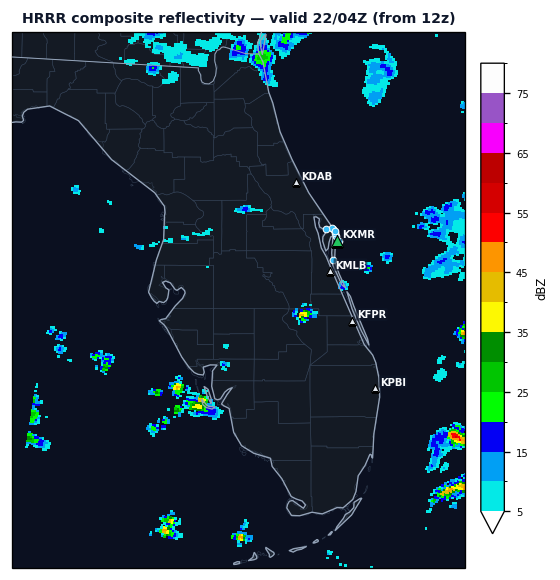 HRRR composite reflectivity — valid 22/04Z (from 12z)
KDAB
KXMR
KMLB
KFPR
KPBI
75
65
55
45
35
25
15
5
dBZ